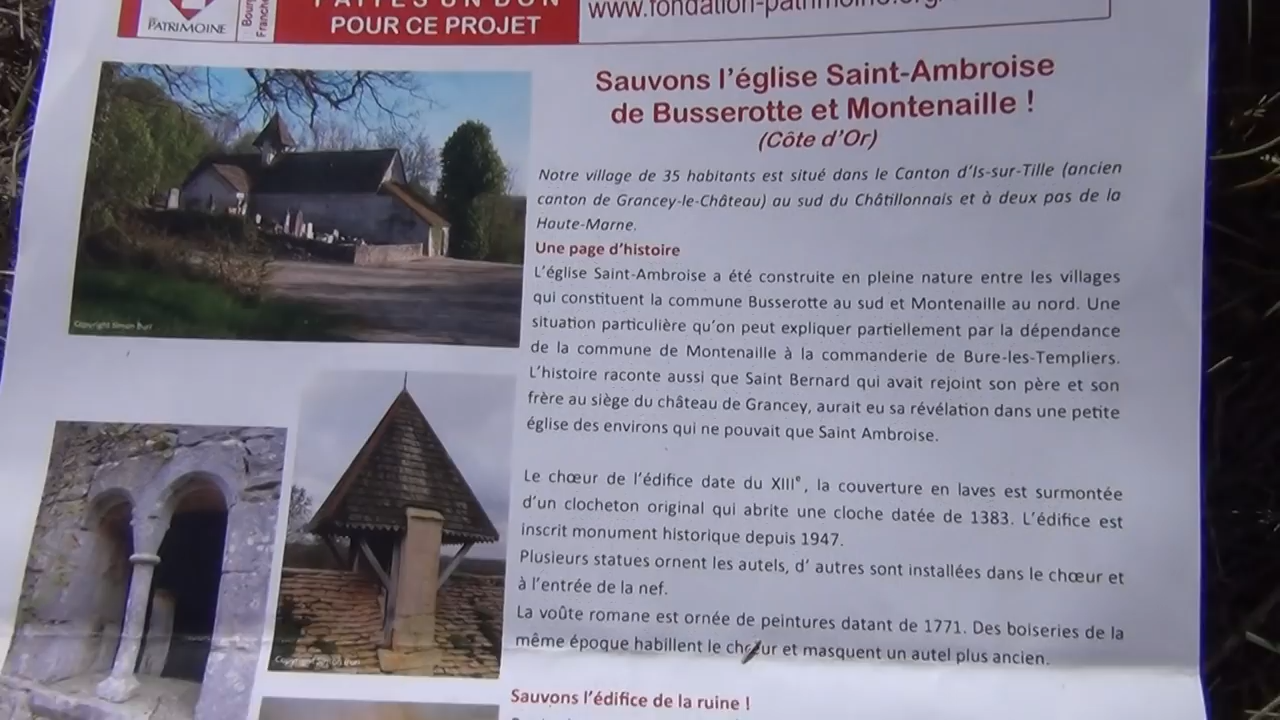 PATRIMOINE
FAITES UN DON
POUR CE PROJET
www.fondation-patrimoine.org
Sauvons l'église Saint-Ambroise
de Busserotte et Montenaille !
(Côte d'Or)
Notre village de 35 habitants est situé dans le Canton d'Is-sur-Tille (ancien
canton de Grancey-le-Château) au sud du Châtillonnais et à deux pas de la
Haute-Marne.
Une page d'histoire
L'église Saint-Ambroise a été construite en pleine nature entre les villages
qui constituent la commune Busserotte au sud et Montenaille au nord. Une
situation particulière qu'on peut expliquer partiellement par la dépendance
de la commune de Montenaille à la commanderie de Bure-les-Templiers.
L'histoire raconte aussi que Saint Bernard qui avait rejoint son père et son
frère au siège du château de Grancey, aurait eu sa révélation dans une petite
église des environs qui ne pouvait que Saint Ambroise.
Le chœur de l'édifice date du XIIIe, la couverture en laves est surmontée
d'un clocheton original qui abrite une cloche datée de 1383. L'édifice est
inscrit monument historique depuis 1947.
Plusieurs statues ornent les autels, d' autres sont installées dans le chœur et
à l'entrée de la nef.
La voûte romane est ornée de peintures datant de 1771. Des boiseries de la
même époque habillent le chœur et masquent un autel plus ancien.
Sauvons l'édifice de la ruine !
Copyright Simon
Copyright